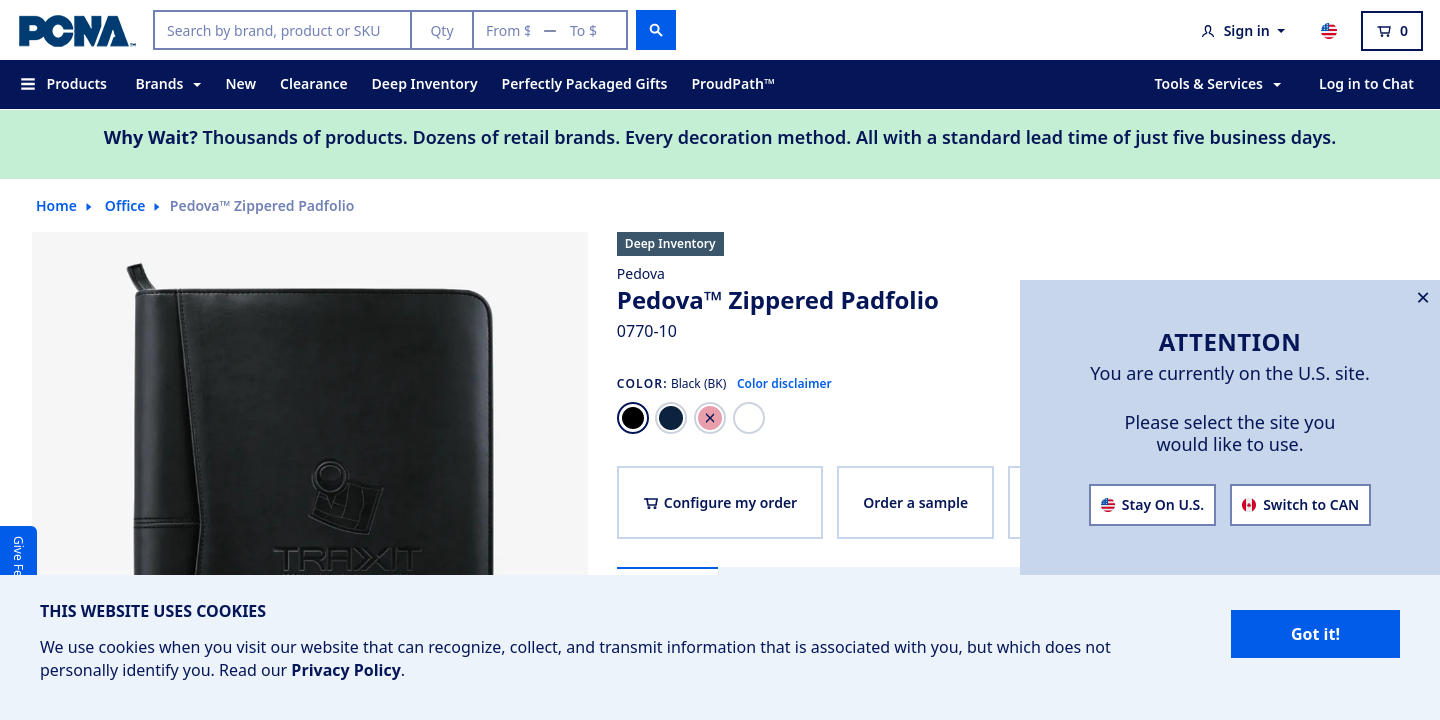 PCNA™
Search by brand, product or SKU
Qty
From $ — To $
Sign in
0
Products
Brands
New
Clearance
Deep Inventory
Perfectly Packaged Gifts
ProudPath™
Tools & Services
Log in to Chat
Why Wait? Thousands of products. Dozens of retail brands. Every decoration method. All with a standard lead time of just five business days.
Home
Office
Pedova™ Zippered Padfolio
Deep Inventory
Pedova
Pedova™ Zippered Padfolio
0770-10
COLOR: Black (BK) Color disclaimer
Configure my order
Order a sample
ATTENTION
You are currently on the U.S. site.
Please select the site you
would like to use.
Stay On U.S.
Switch to CAN
TRAXIT
Give
THIS WEBSITE USES COOKIES
We use cookies when you visit our website that can recognize, collect, and transmit information that is associated with you, but which does not
personally identify you. Read our Privacy Policy.
Got it!